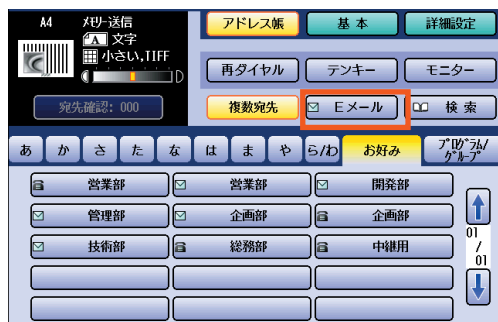 A4 ﾒﾓﾘｰ送信
A 文字
小さい,TIFF
D
宛先確認: 000
アドレス帳 基本 詳細設定
再ダイヤル テンキー モニター
複数宛先 Eメール 検索
あ か さ た な は ま や ら/わ お好み ﾌﾟﾛｸﾞﾗﾑ/ｸﾞﾙｰﾌﾟ
営業部 営業部 開発部
管理部 企画部 企画部
技術部 総務部 中継用
01
/
01